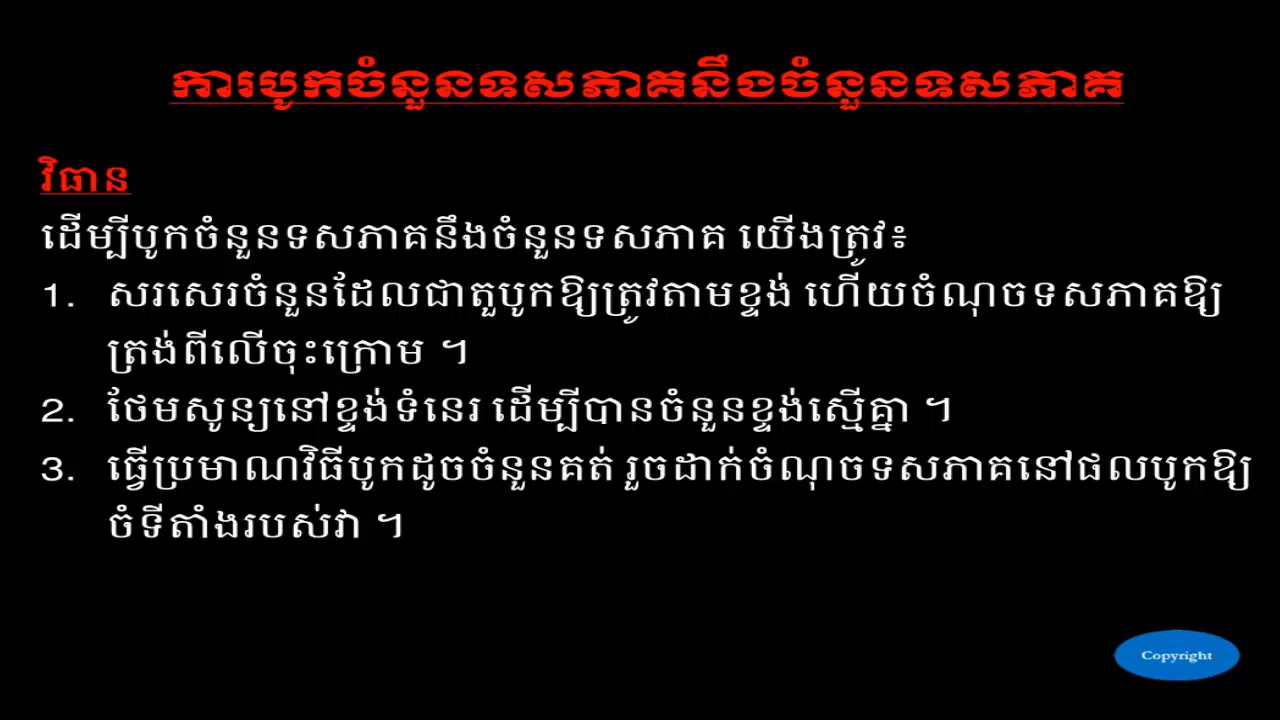 ការបូកចំនួនទសភាគនឹងចំនួនទសភាគ
វិធាន
ដើម្បីបូកចំនួនទសភាគនឹងចំនួនទសភាគ យើងត្រូវ៖
1. សរសេរចំនួនដែលជាតួបូកឱ្យត្រូវតាមខ្ទង់ ហើយចំណុចទសភាគឱ្យ
ត្រង់ពីលើចុះក្រោម ។
2. ថែមសូន្យនៅខ្ទង់ទំនេរ ដើម្បីបានចំនួនខ្ទង់ស្មើគ្នា ។
3. ធ្វើប្រមាណវិធីបូកដូចចំនួនគត់ រួចដាក់ចំណុចទសភាគនៅផលបូកឱ្យ
ចំទីតាំងរបស់វា ។
Copyright